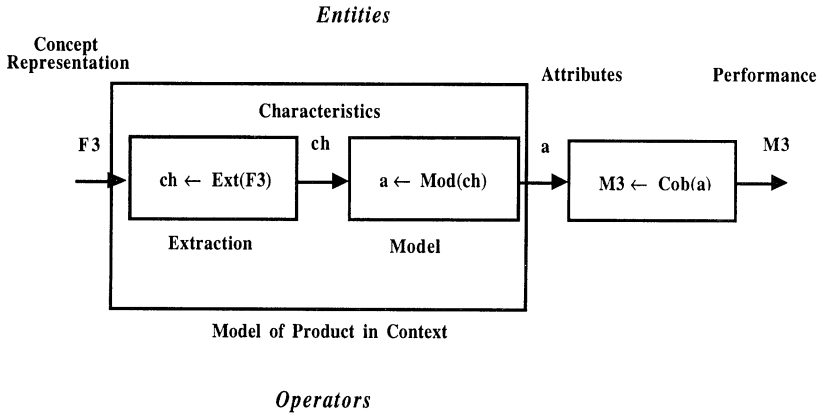 Entities
Concept
Representation
Attributes
Performance
Characteristics
F3
ch
a
M3
ch ← Ext(F3)
a ← Mod(ch)
M3 ← Cob(a)
Extraction
Model
Model of Product in Context
Operators